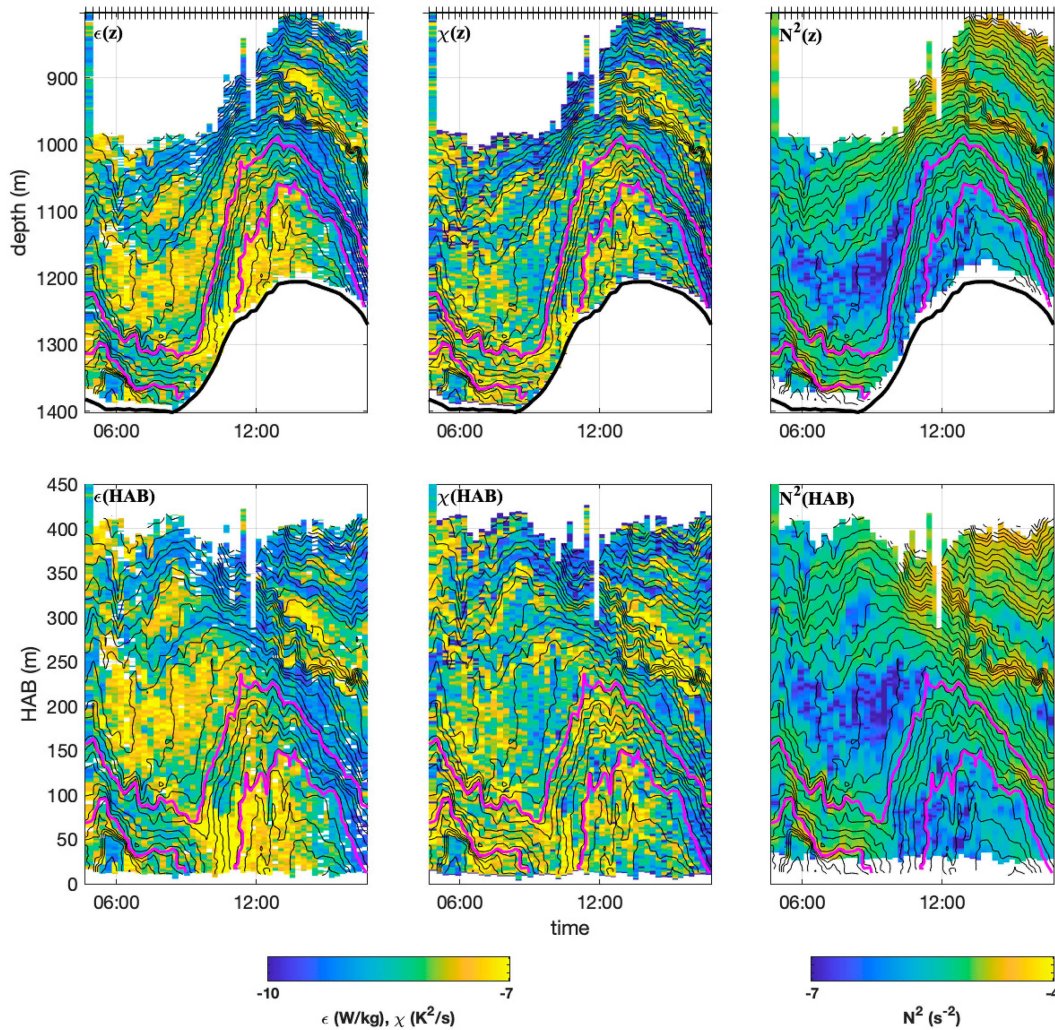 ϵ(z) χ(z) N²(z)
depth (m)
900
1000
1100
1200
1300
1400
06:00 12:00 06:00 12:00 06:00 12:00
ϵ(HAB) χ(HAB) N²(HAB)
HAB (m)
450
400
350
300
250
200
150
100
50
0
06:00 12:00 06:00 12:00 06:00 12:00
time
-10 -7 -7 -4
ϵ (W/kg), χ (K²/s) N² (s⁻²)